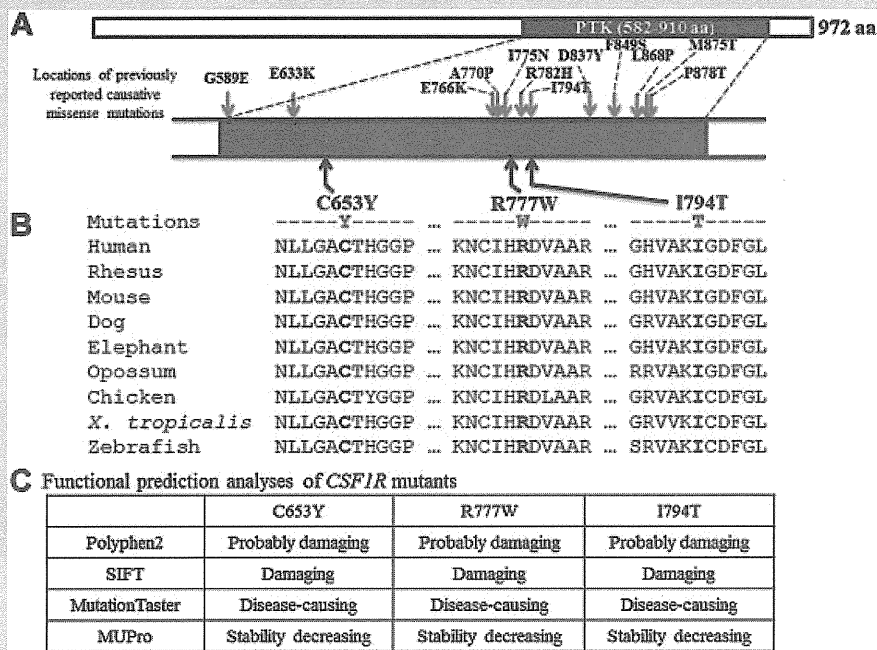 A
PTK (582-910 aa)
972 aa
Locations of previously
reported causative
missense mutations
G589E
E633K
E766K
A770P
I775N
R782H
I794T
D837Y
F849S
L868P
M875T
P878T
C653Y
R777W
I794T
B
Mutations -----Y----- ... -----W----- ... -----T-----
Human NLLGACTHGGP ... KNCIHRDVAAR ... GHVAKIGDFGL
Rhesus NLLGACTHGGP ... KNCIHRDVAAR ... GHVAKIGDFGL
Mouse NLLGACTHGGP ... KNCIHRDVAAR ... GHVAKIGDFGL
Dog NLLGACTHGGP ... KNCIHRDVAAR ... GRVAKIGDFGL
Elephant NLLGACTHGGP ... KNCIHRDVAAR ... GHVAKIGDFGL
Opossum NLLGACTHGGP ... KNCIHRDVAAR ... RRVAKIGDFGL
Chicken NLLGACTYGGP ... KNCIHRDLAAR ... GRVAKICDFGL
X. tropicalis NLLGACTHGGP ... KNCIHRDVAAR ... GRVVKICDFGL
Zebrafish NLLGACTHGGP ... KNCIHRDVAAR ... SRVAKICDFGL
C Functional prediction analyses of CSF1R mutants
C653Y R777W I794T
Polyphen2 Probably damaging Probably damaging Probably damaging
SIFT Damaging Damaging Damaging
MutationTaster Disease-causing Disease-causing Disease-causing
MUPro Stability decreasing Stability decreasing Stability decreasing